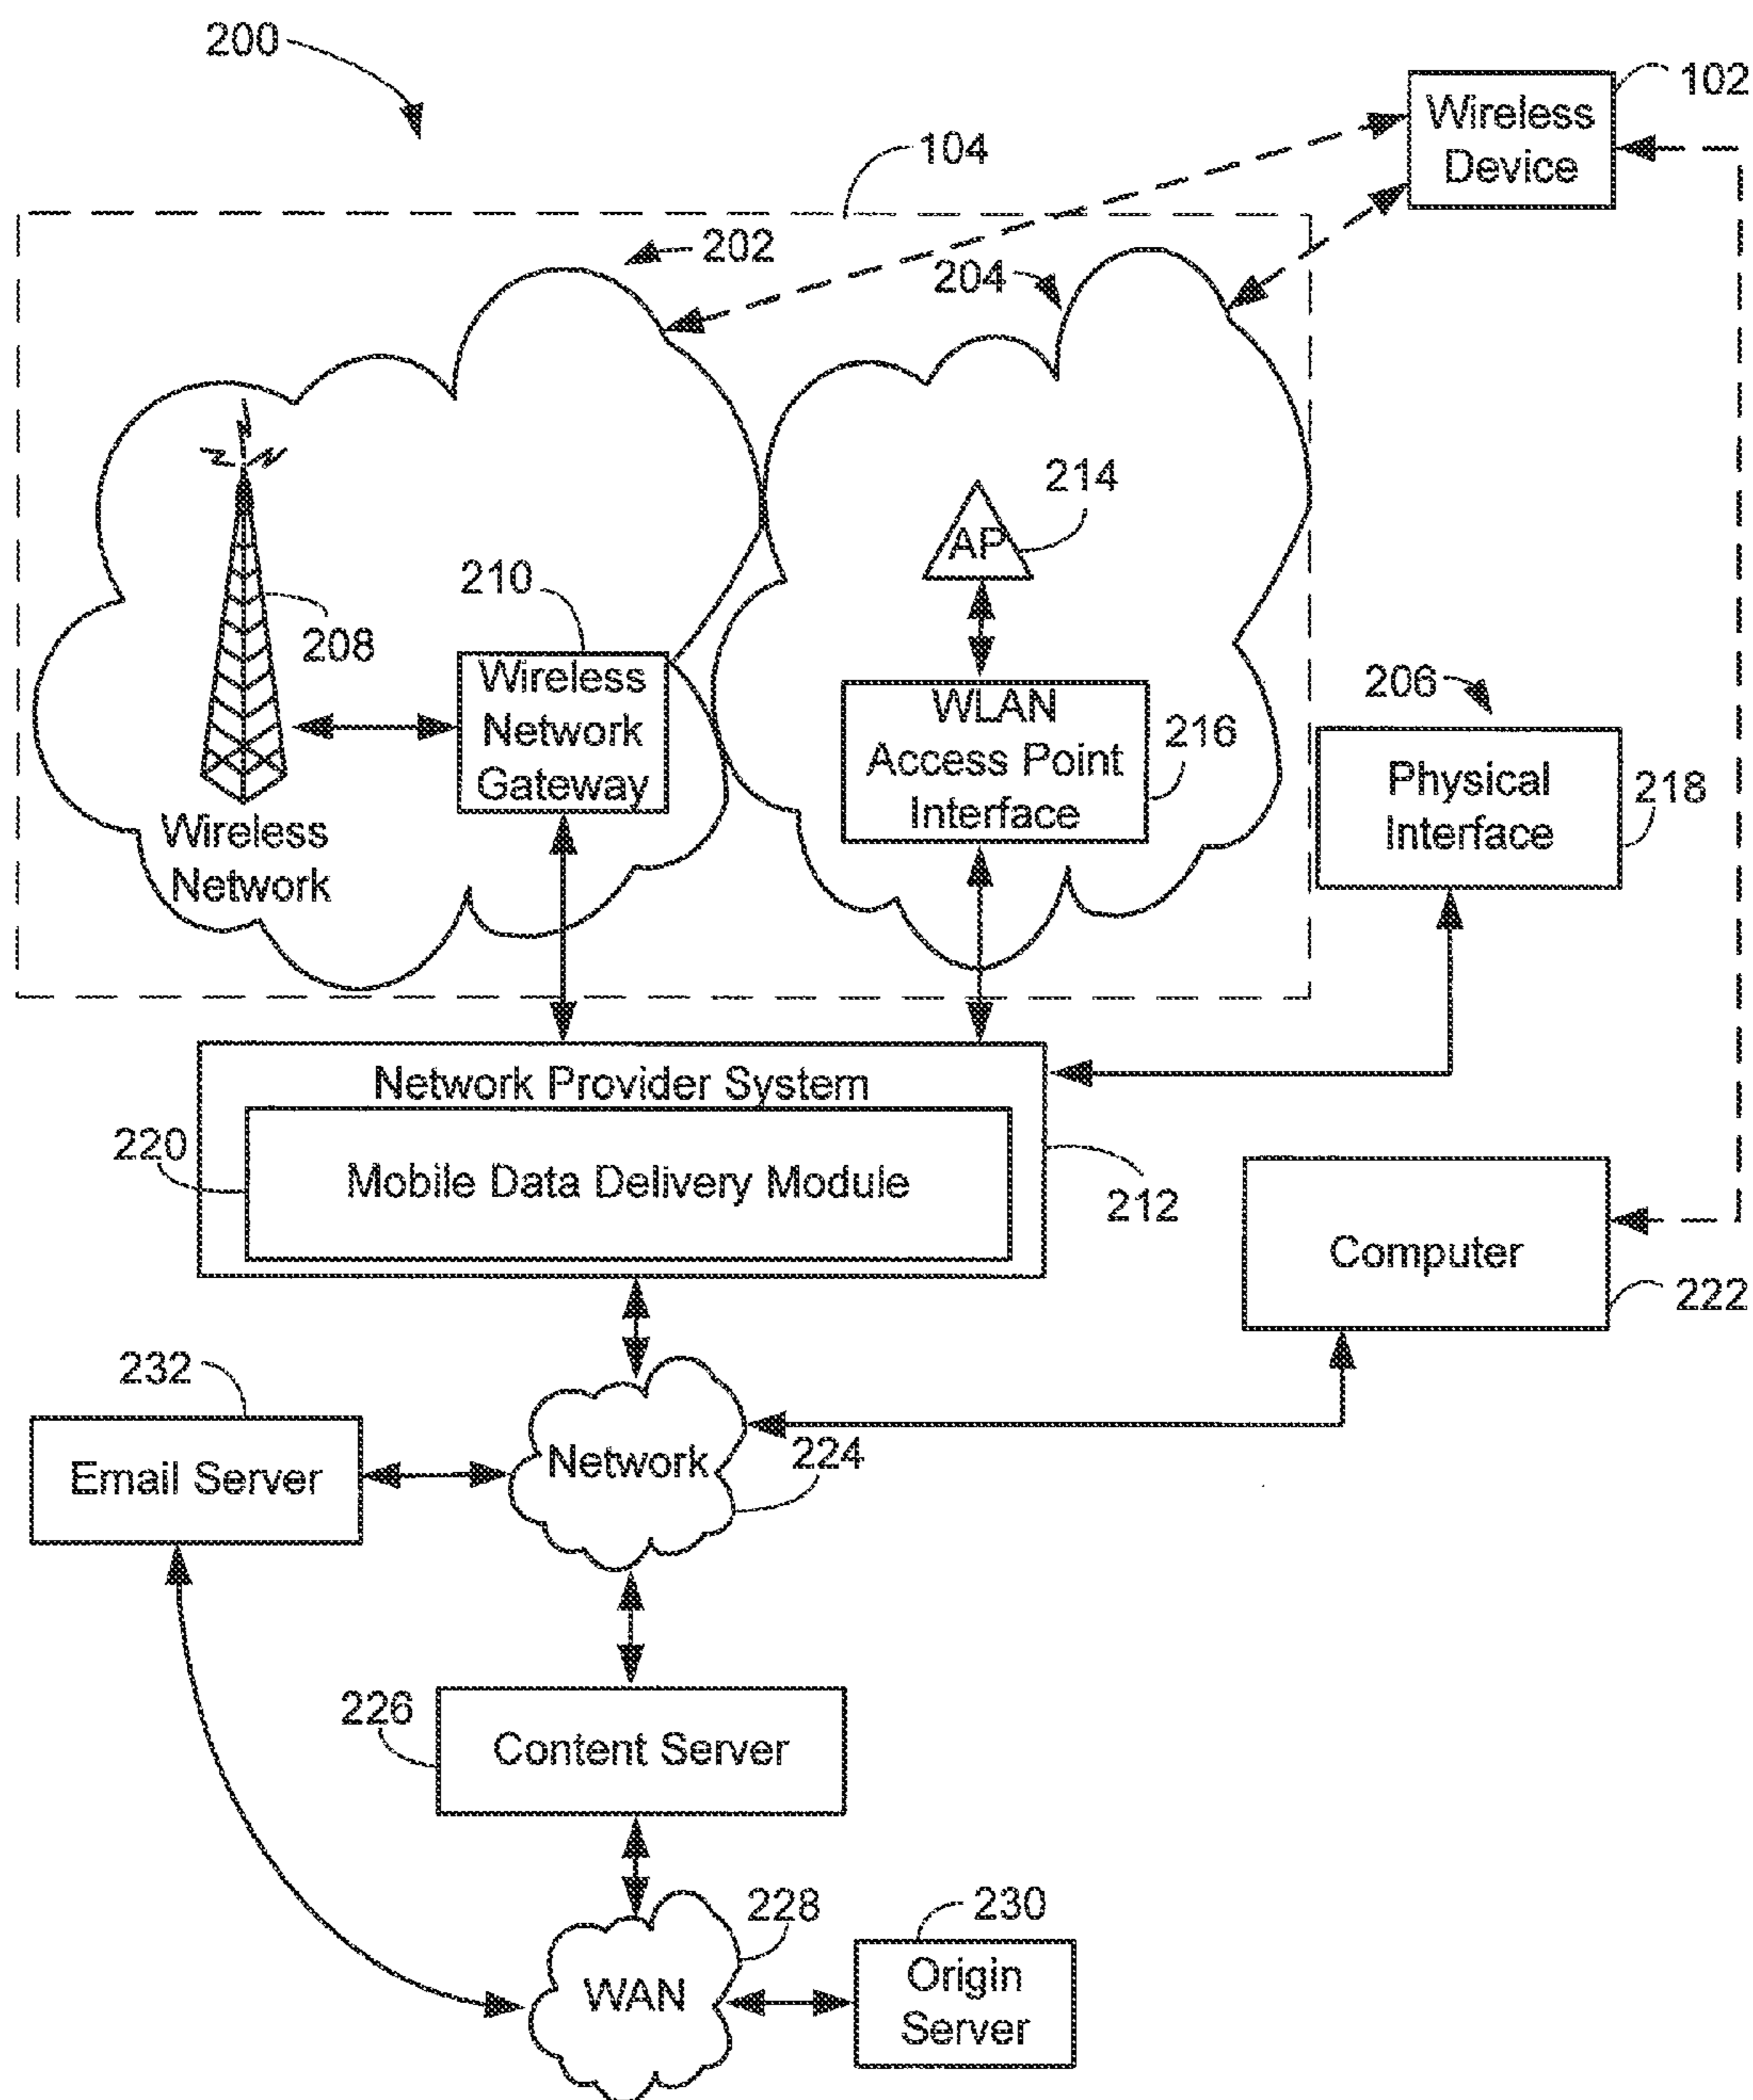 200
102
Wireless
Device
104
202
204
214
AP
210
208
Wireless
Network
Gateway
WLAN
Access Point
Interface
216
206
Physical
Interface
218
Wireless
Network
Network Provider System
220
Mobile Data Delivery Module
212
Computer
222
232
Email Server
Network
224
226
Content Server
228
WAN
230
Origin
Server